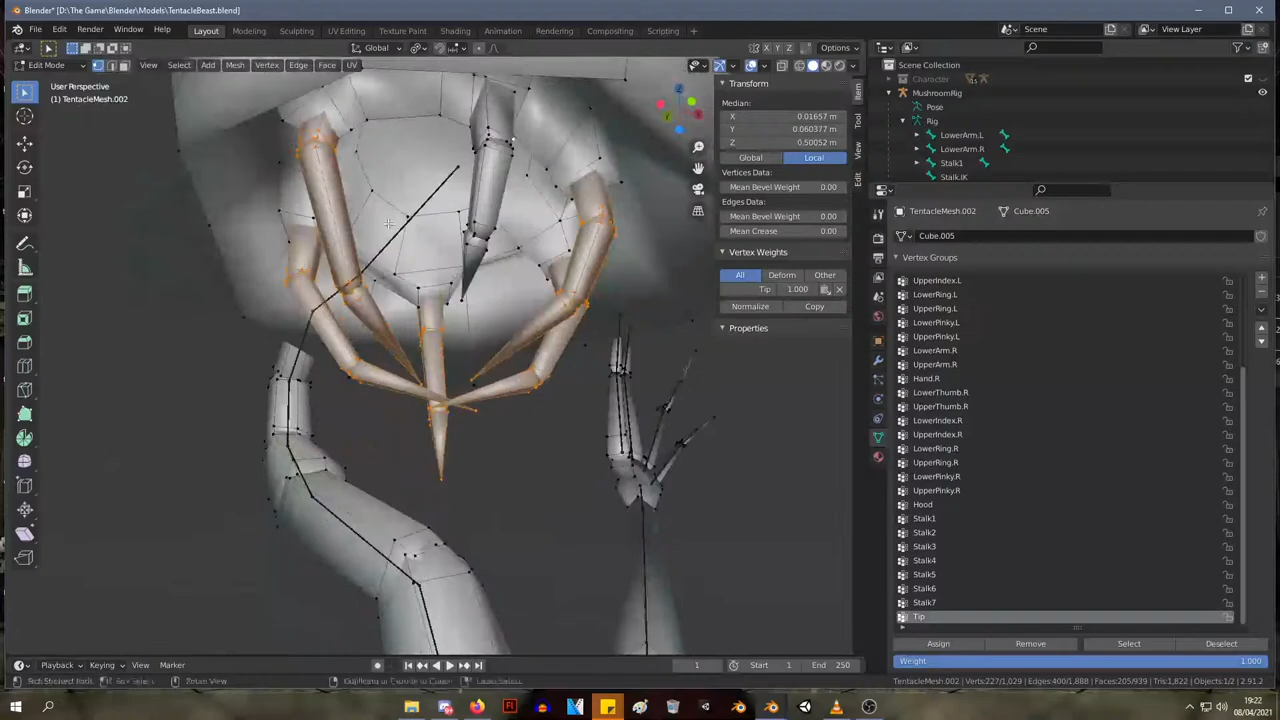 Blender* [D:\The Game\Blender\Models\TentacleBeast.blend]
File Edit Render Window Help Layout Modeling Sculpting UV Editing Texture Paint Shading Animation Rendering Compositing Scripting +
Scene View Layer
Global X Y Z Options
Edit Mode View Select Add Mesh Vertex Edge Face UV
User Perspective
(1) TentacleMesh.002
Transform
Median:
X 0.01657 m
Y 0.060377 m
Z 0.50052 m
Global Local
Vertices Data:
Mean Bevel Weight 0.00
Edges Data:
Mean Bevel Weight 0.00
Mean Crease 0.00
Vertex Weights
All Deform Other
Tip 1.000
Normalize Copy
Properties
Item
Tool
View
Edit
Scene Collection
Character
MushroomRig
Pose
Rig
LowerArm.L
LowerArm.R
Stalk1
Stalk.IK
TentacleMesh.002 Cube.005
Cube.005
Vertex Groups
UpperIndex.L
LowerRing.L
UpperRing.L
LowerPinky.L
UpperPinky.L
LowerArm.R
UpperArm.R
Hand.R
LowerThumb.R
UpperThumb.R
LowerIndex.R
UpperIndex.R
LowerRing.R
UpperRing.R
LowerPinky.R
UpperPinky.R
Hood
Stalk1
Stalk2
Stalk3
Stalk4
Stalk5
Stalk6
Stalk7
Tip
Assign Remove Select Deselect
Weight 1.000
Playback Keying View Marker 1 Start 1 End 250
Box Select Rotate View
TentacleMesh.002 | Verts:227/1,029 | Edges:400/1,888 | Faces:205/939 | Tris:1,822 | Objects:1/2 | 2.91.2
19:22
08/04/2021